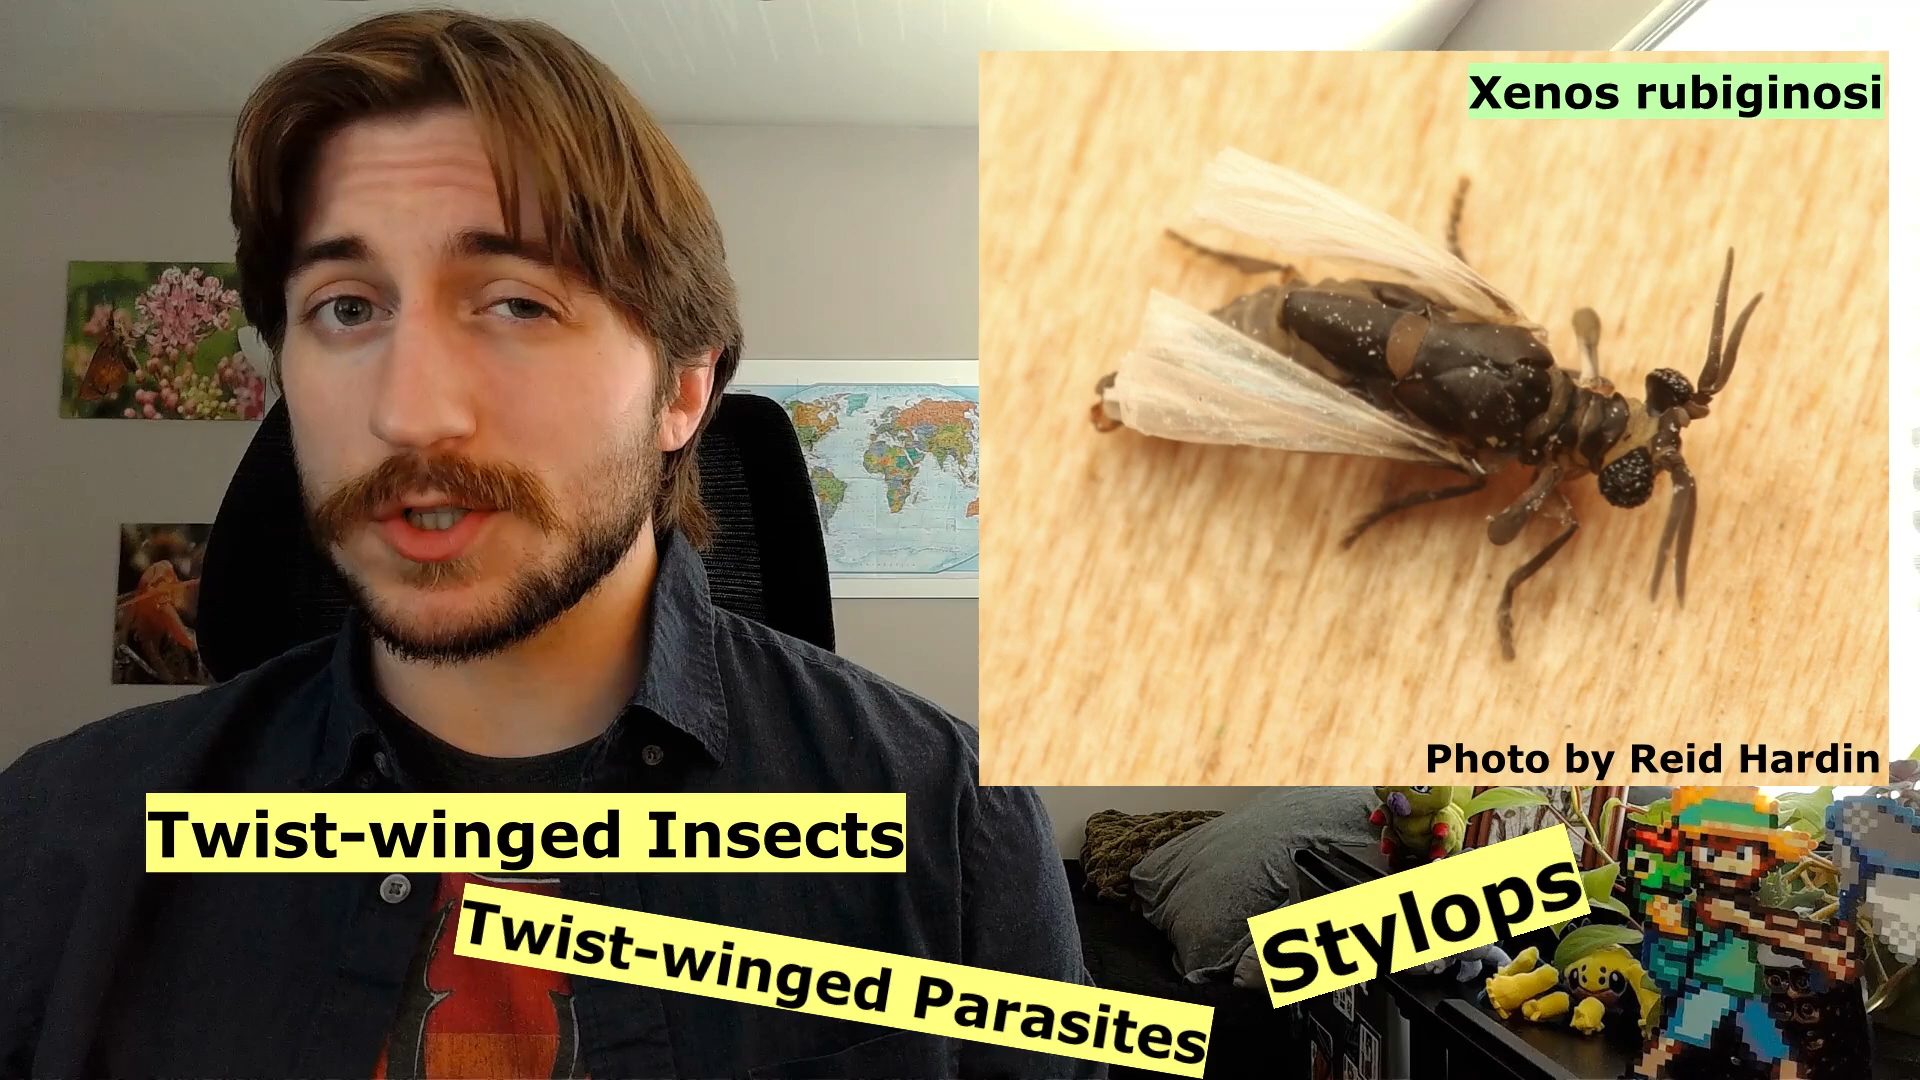 Xenos rubiginosi
Photo by Reid Hardin
Twist-winged Insects
Twist-winged Parasites
Stylops